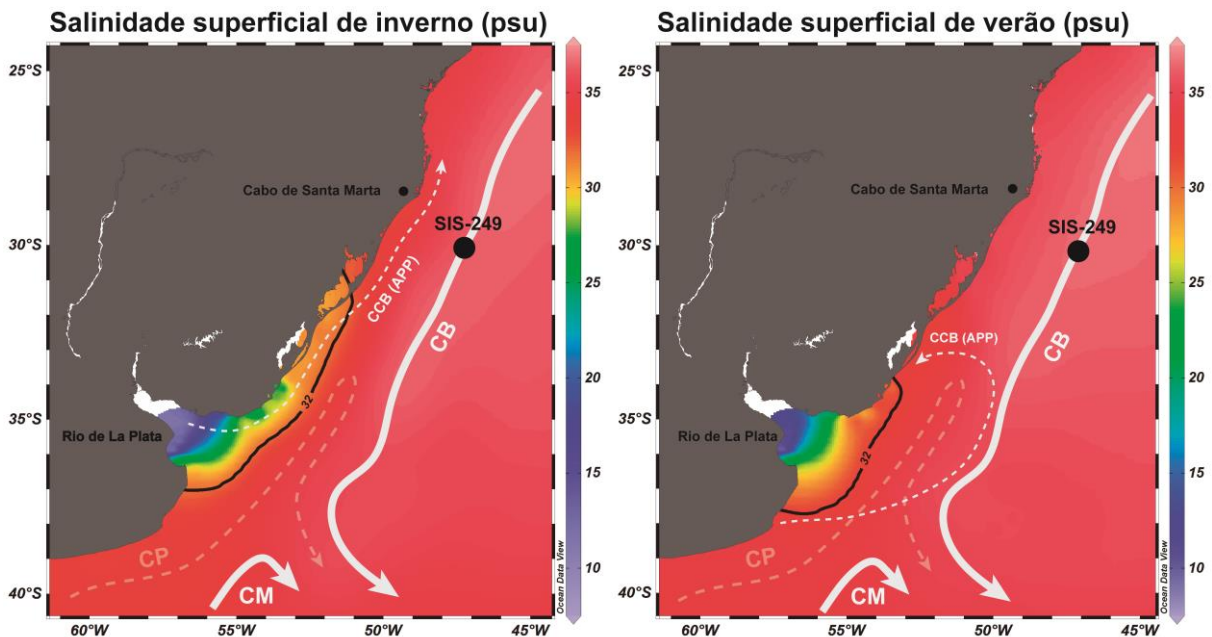 Salinidade superficial de inverno (psu)
25°S
30°S
35°S
40°S
60°W
55°W
50°W
45°W
Cabo de Santa Marta
SIS-249
CCB (APP)
CB
32
Rio de La Plata
CP
CM
Ocean Data View
35
30
25
20
15
10
Salinidade superficial de verão (psu)
25°S
30°S
35°S
40°S
60°W
55°W
50°W
45°W
Cabo de Santa Marta
SIS-249
CCB (APP)
CB
32
Rio de La Plata
CP
CM
Ocean Data View
35
30
25
20
15
10